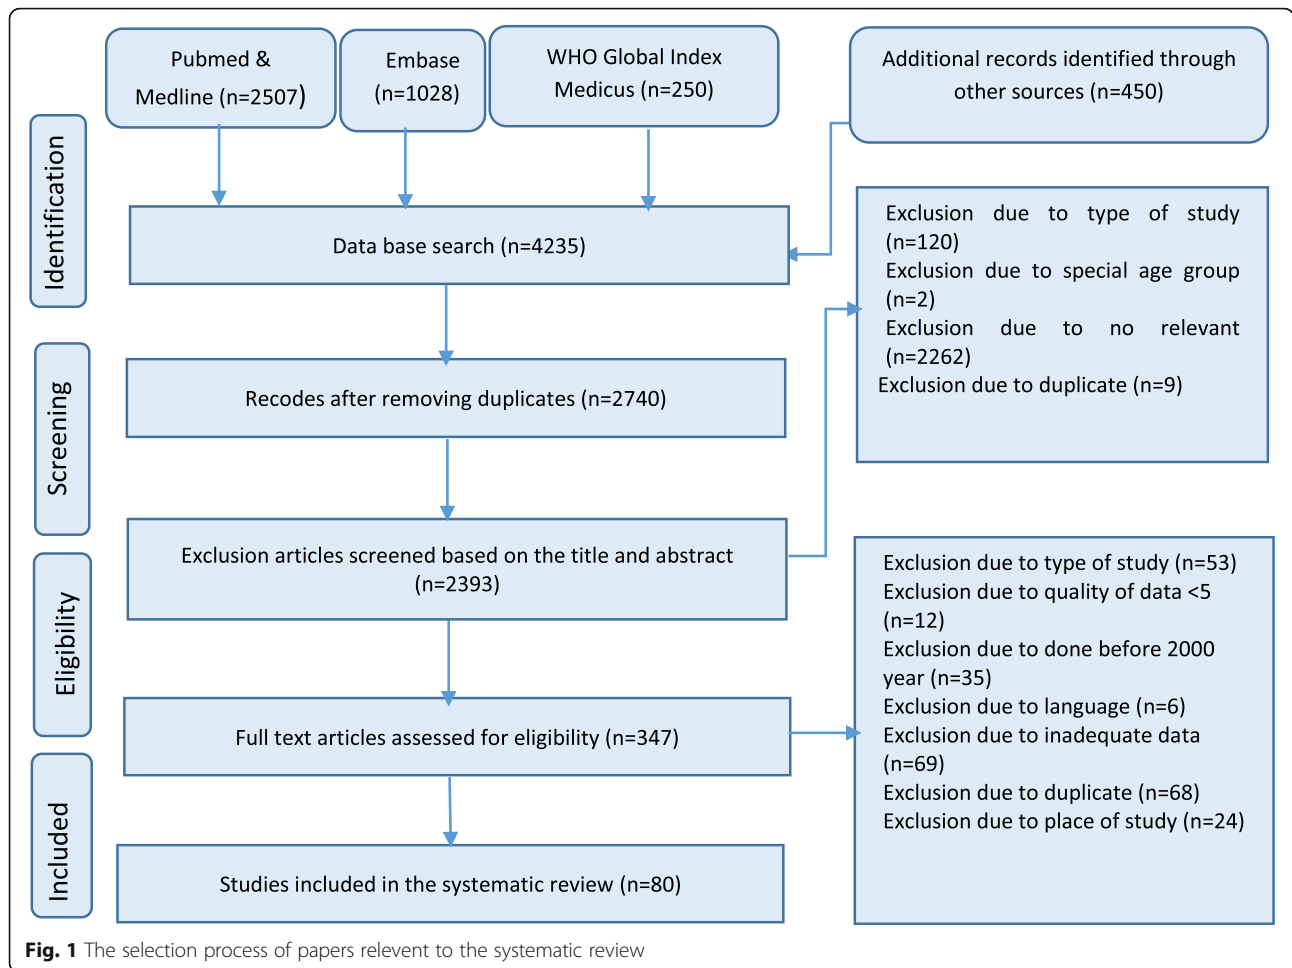 Pubmed &
Medline (n=2507)
Embase
(n=1028)
WHO Global Index
Medicus (n=250)
Additional records identified through
other sources (n=450)
Identification
Data base search (n=4235)
Exclusion due to type of study
(n=120)
Exclusion due to special age group
(n=2)
Exclusion due to no relevant
(n=2262)
Exclusion due to duplicate (n=9)
Screening
Recodes after removing duplicates (n=2740)
Exclusion articles screened based on the title and abstract
(n=2393)
Eligibility
Full text articles assessed for eligibility (n=347)
Exclusion due to type of study (n=53)
Exclusion due to quality of data <5
(n=12)
Exclusion due to done before 2000
year (n=35)
Exclusion due to language (n=6)
Exclusion due to inadequate data
(n=69)
Exclusion due to duplicate (n=68)
Exclusion due to place of study (n=24)
Included
Studies included in the systematic review (n=80)
Fig. 1 The selection process of papers relevent to the systematic review